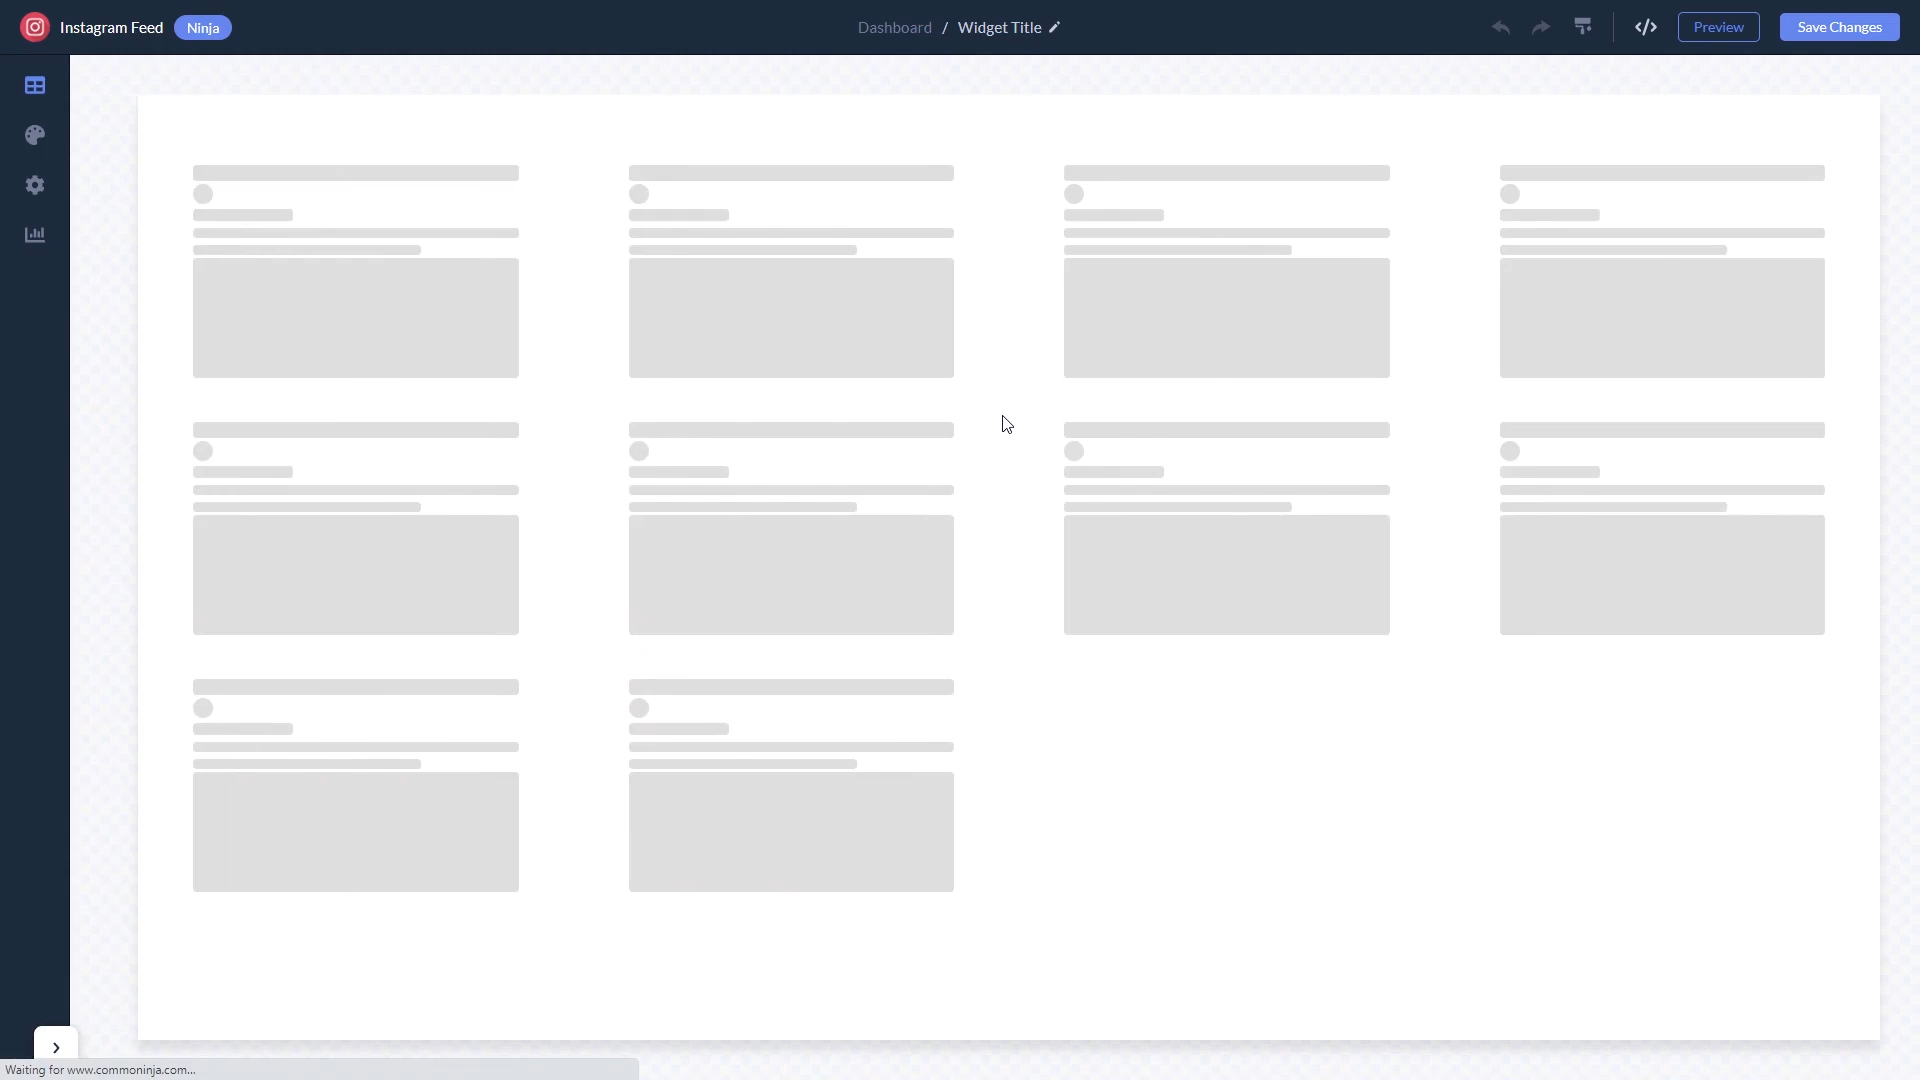 Instagram Feed Ninja
Dashboard / Widget Title
</> Preview Save Changes
Waiting for www.commoninja.com...